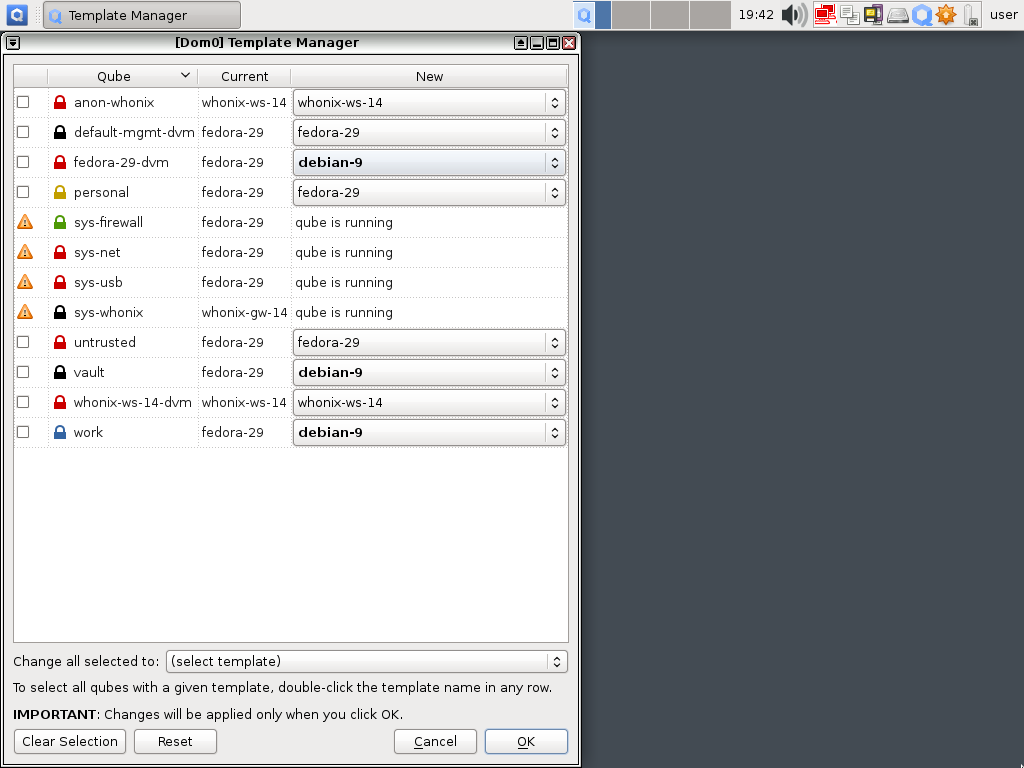 Template Manager 19:42 user
[Dom0] Template Manager
Qube Current New
anon-whonix whonix-ws-14 whonix-ws-14
default-mgmt-dvm fedora-29 fedora-29
fedora-29-dvm fedora-29 debian-9
personal fedora-29 fedora-29
sys-firewall fedora-29 qube is running
sys-net fedora-29 qube is running
sys-usb fedora-29 qube is running
sys-whonix whonix-gw-14 qube is running
untrusted fedora-29 fedora-29
vault fedora-29 debian-9
whonix-ws-14-dvm whonix-ws-14 whonix-ws-14
work fedora-29 debian-9
Change all selected to: (select template)
To select all qubes with a given template, double-click the template name in any row.
IMPORTANT: Changes will be applied only when you click OK.
Clear Selection Reset Cancel OK